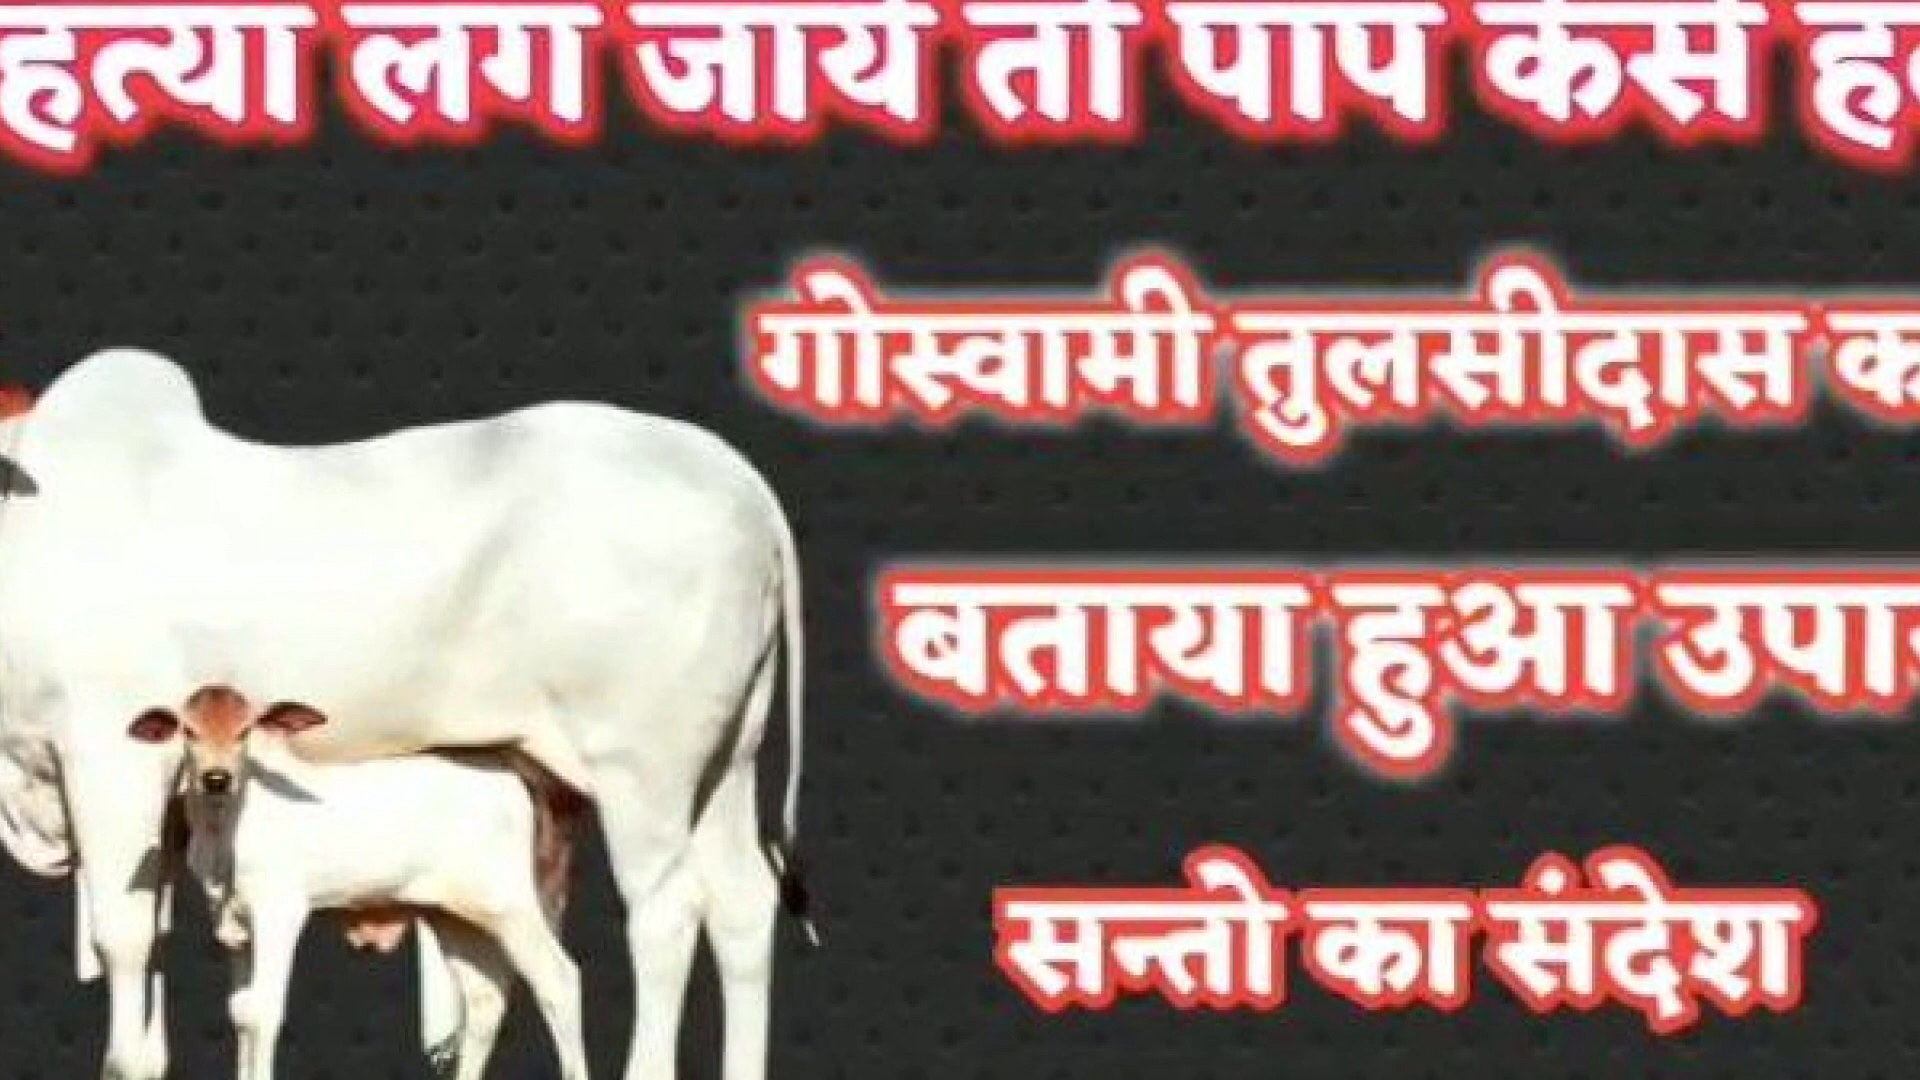 हत्या लग जाये तो पाप कैसे
गोस्वामी तुलसीदास
बताया हुआ
सन्तो का संदेश